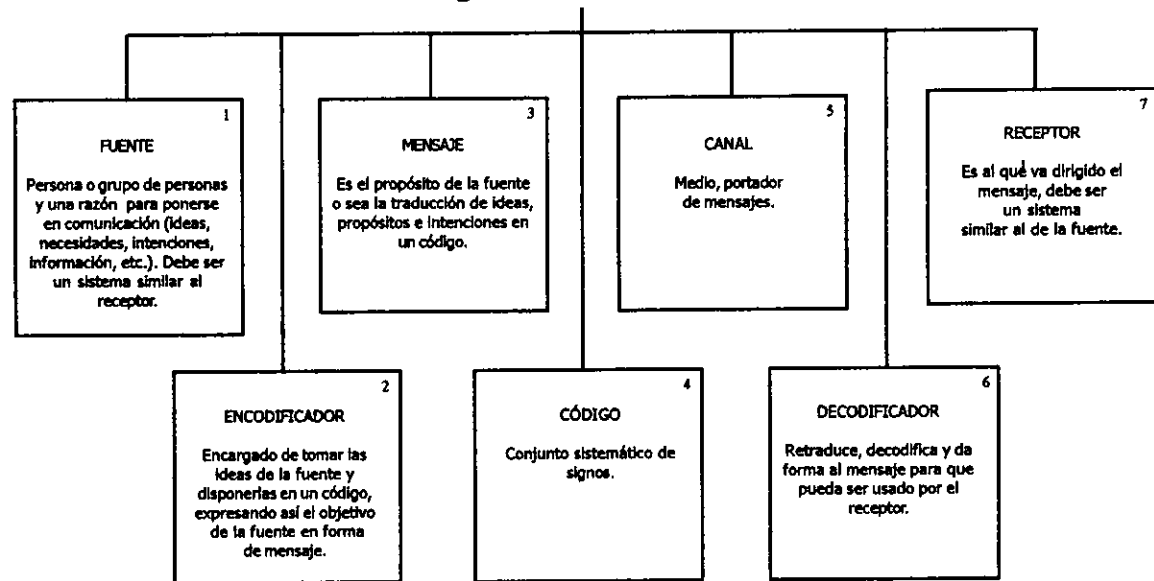 1
FUENTE
Persona o grupo de personas
y una razón para ponerse
en comunicación (ideas,
necesidades, intenciones,
información, etc.). Debe ser
un sistema similar al
receptor.
2
ENCODIFICADOR
Encargado de tomar las
ideas de la fuente y
disponerlas en un código,
expresando así el objetivo
de la fuente en forma
de mensaje.
3
MENSAJE
Es el propósito de la fuente
o sea la traducción de ideas,
propósitos e intenciones en
un código.
4
CÓDIGO
Conjunto sistemático de
signos.
5
CANAL
Medio, portador
de mensajes.
6
DECODIFICADOR
Retraduce, decodifica y da
forma al mensaje para que
pueda ser usado por el
receptor.
7
RECEPTOR
Es al qué va dirigido el
mensaje, debe ser
un sistema
similar al de la fuente.